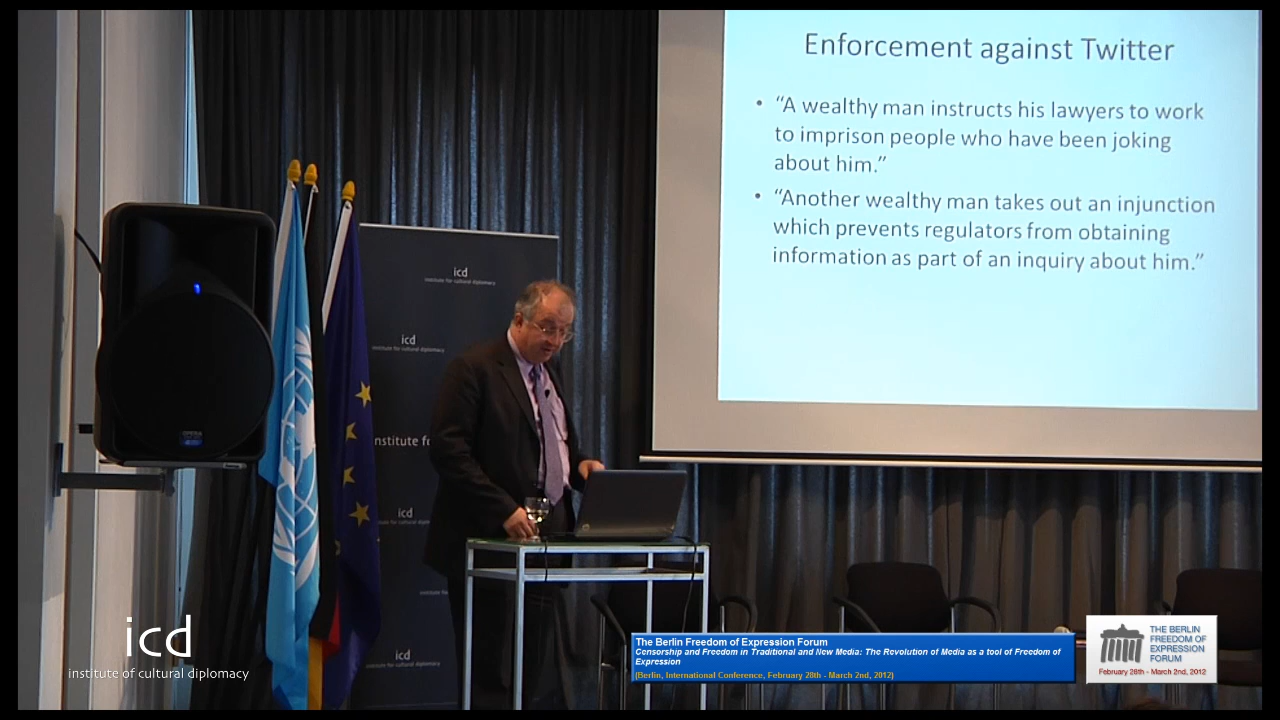 Enforcement against Twitter
• “A wealthy man instructs his lawyers to work
to imprison people who have been joking
about him.”
• “Another wealthy man takes out an injunction
which prevents regulators from obtaining
information as part of an inquiry about him.”
icd
institute for cultural diplomacy
icd
institute for cultural diplomacy
institute fo
icd
icd
institute for cultural diplomacy
icd
institute of cultural diplomacy
The Berlin Freedom of Expression Forum
Censorship and Freedom in Traditional and New Media: The Revolution of Media as a tool of Freedom of
Expression
(Berlin, International Conference, February 28th - March 2nd, 2012)
THE BERLIN
FREEDOM OF
EXPRESSION
FORUM
February 28th - March 2nd, 2012